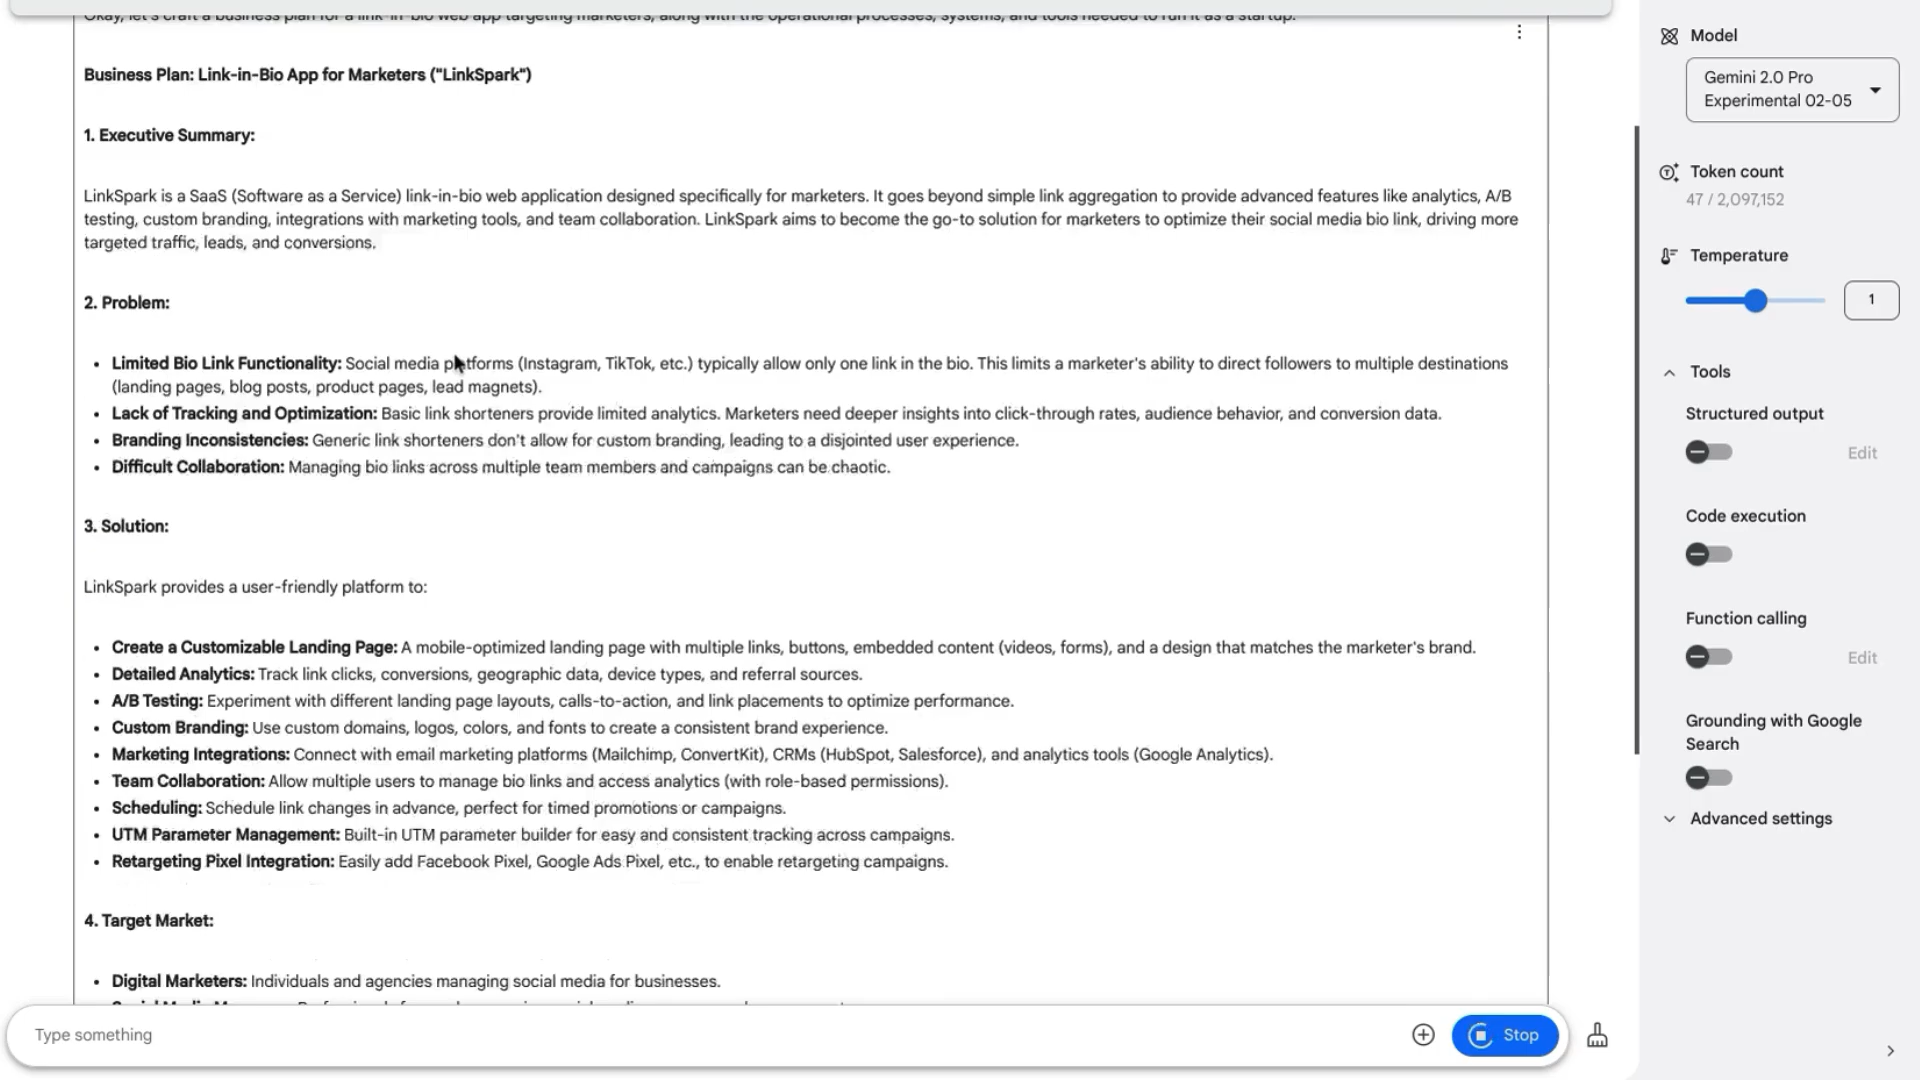 Okay, let's craft a business plan for a link-in-bio web app targeting marketers, along with the operational processes, systems, and tools needed to run it as a startup.
Business Plan: Link-in-Bio App for Marketers ("LinkSpark")
1. Executive Summary:
LinkSpark is a SaaS (Software as a Service) link-in-bio web application designed specifically for marketers. It goes beyond simple link aggregation to provide advanced features like analytics, A/B
testing, custom branding, integrations with marketing tools, and team collaboration. LinkSpark aims to become the go-to solution for marketers to optimize their social media bio link, driving more
targeted traffic, leads, and conversions.
2. Problem:
• Limited Bio Link Functionality: Social media platforms (Instagram, TikTok, etc.) typically allow only one link in the bio. This limits a marketer's ability to direct followers to multiple destinations
(landing pages, blog posts, product pages, lead magnets).
• Lack of Tracking and Optimization: Basic link shorteners provide limited analytics. Marketers need deeper insights into click-through rates, audience behavior, and conversion data.
• Branding Inconsistencies: Generic link shorteners don't allow for custom branding, leading to a disjointed user experience.
• Difficult Collaboration: Managing bio links across multiple team members and campaigns can be chaotic.
3. Solution:
LinkSpark provides a user-friendly platform to:
• Create a Customizable Landing Page: A mobile-optimized landing page with multiple links, buttons, embedded content (videos, forms), and a design that matches the marketer's brand.
• Detailed Analytics: Track link clicks, conversions, geographic data, device types, and referral sources.
• A/B Testing: Experiment with different landing page layouts, calls-to-action, and link placements to optimize performance.
• Custom Branding: Use custom domains, logos, colors, and fonts to create a consistent brand experience.
• Marketing Integrations: Connect with email marketing platforms (Mailchimp, ConvertKit), CRMs (HubSpot, Salesforce), and analytics tools (Google Analytics).
• Team Collaboration: Allow multiple users to manage bio links and access analytics (with role-based permissions).
• Scheduling: Schedule link changes in advance, perfect for timed promotions or campaigns.
• UTM Parameter Management: Built-in UTM parameter builder for easy and consistent tracking across campaigns.
• Retargeting Pixel Integration: Easily add Facebook Pixel, Google Ads Pixel, etc., to enable retargeting campaigns.
4. Target Market:
• Digital Marketers: Individuals and agencies managing social media for businesses.
Type something
Stop
Model
Gemini 2.0 Pro
Experimental 02-05
Token count
47 / 2,097,152
Temperature
1
Tools
Structured output
Edit
Code execution
Function calling
Edit
Grounding with Google
Search
Advanced settings